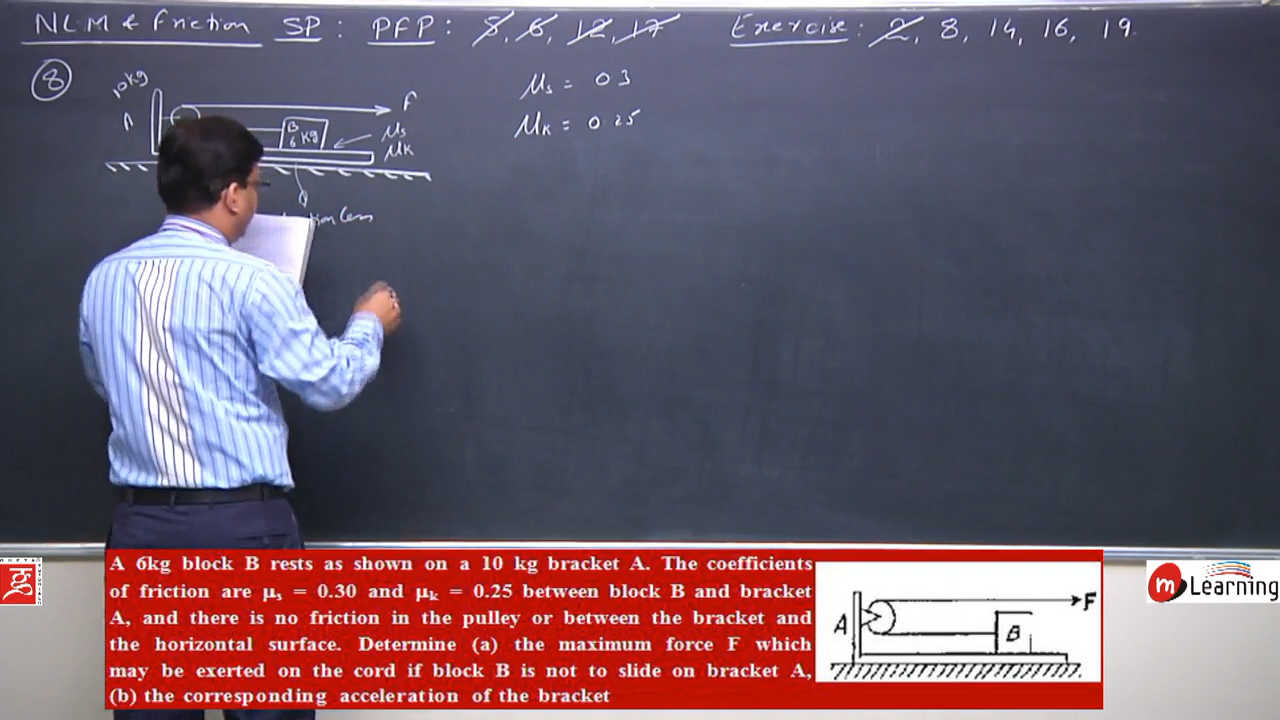 NLM & Friction SP: PFP: 5, 6, 12, 17 Exercise: 2, 8, 14, 16, 19
8
10kg
F
A
B
6 kg
μs
μk
μs = 0.3
μk = 0.25
A 6kg block B rests as shown on a 10 kg bracket A. The coefficients
of friction are μs = 0.30 and μk = 0.25 between block B and bracket
A, and there is no friction in the pulley or between the bracket and
the horizontal surface. Determine (a) the maximum force F which
may be exerted on the cord if block B is not to slide on bracket A,
(b) the corresponding acceleration of the bracket
A
B
F
m Learning